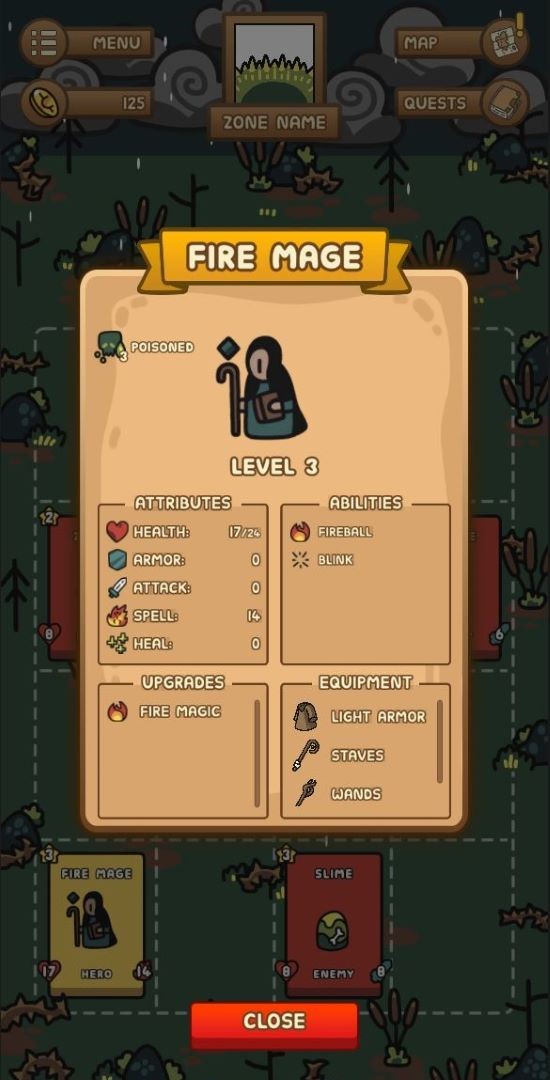 MENU
MAP
125
QUESTS
ZONE NAME
FIRE MAGE
3
POISONED
LEVEL 3
ATTRIBUTES
HEALTH: 17/24
ARMOR: 0
ATTACK: 0
SPELL: 14
HEAL: 0
ABILITIES
FIREBALL
BLINK
UPGRADES
FIRE MAGIC
EQUIPMENT
LIGHT ARMOR
STAVES
WANDS
2
8
6
3
FIRE MAGE
17
HERO
14
3
SLIME
8
ENEMY
8
CLOSE